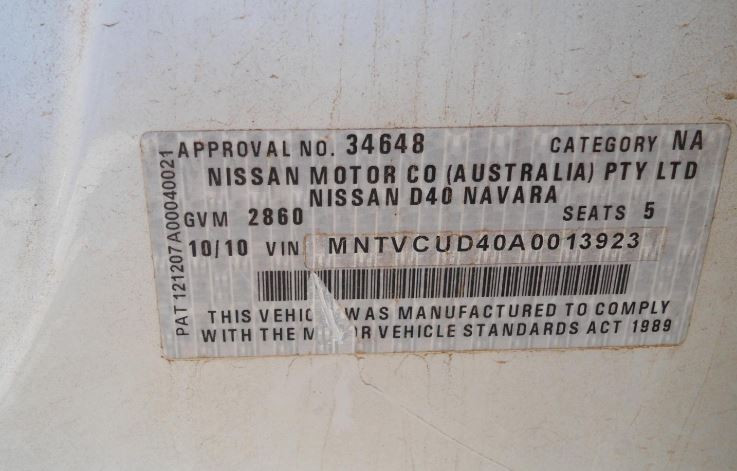 APPROVAL NO. 34648 CATEGORY NA
NISSAN MOTOR CO (AUSTRALIA) PTY LTD
NISSAN D40 NAVARA
GVM 2860 SEATS 5
10/10 VIN MNTVCUD40A0013923
THIS VEHIC WAS MANUFACTURED TO COMPLY
WITH THE M OR VEHICLE STANDARDS ACT 1989
PAT 121207A00040021